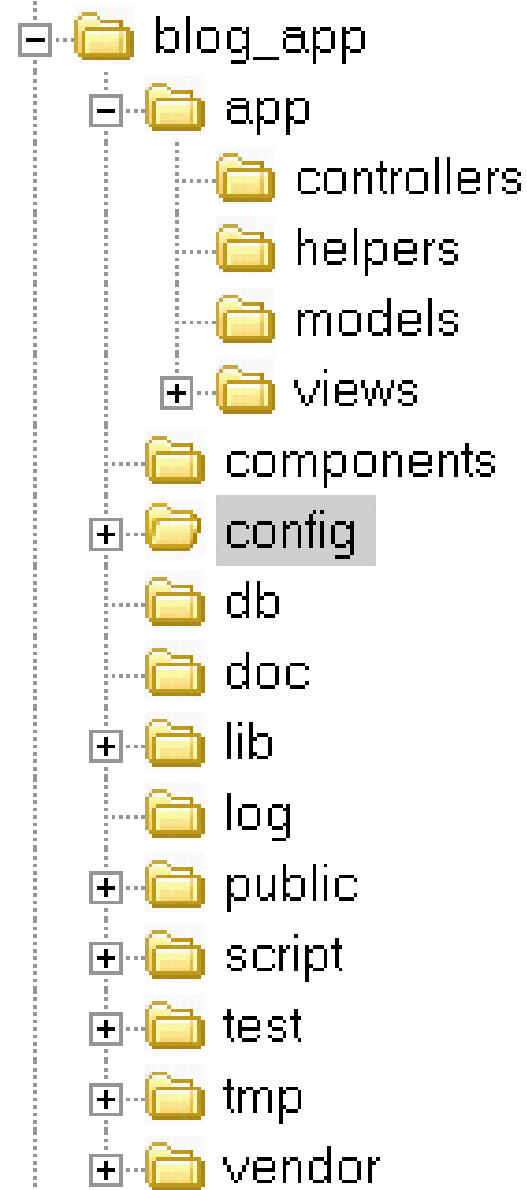 blog_app
app
controllers
helpers
models
views
components
config
db
doc
lib
log
public
script
test
tmp
vendor